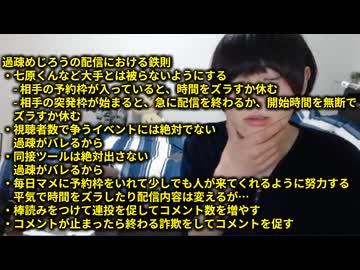 過疎めじろうの配信における鉄則
・七原くんなど大手とは被らないようにする
- 相手の予約枠が入っていると、時間をズラすか休む
- 相手の突発枠が始まると、急に配信を終わるか、開始時間を無断で
ズラすか休む
・視聴者数で争うイベントには絶対でない
過疎がバレるから
・同接ツールは絶対出さない
過疎がバレるから
・毎日マメに予約枠をいれて少しでも人が来てくれるように努力する
平気で時間をズラしたり配信内容は変えるが…
・棒読みをつけて連投を促してコメント数を増やす
・コメントが止まったら終わる詐欺をしてコメントを促す